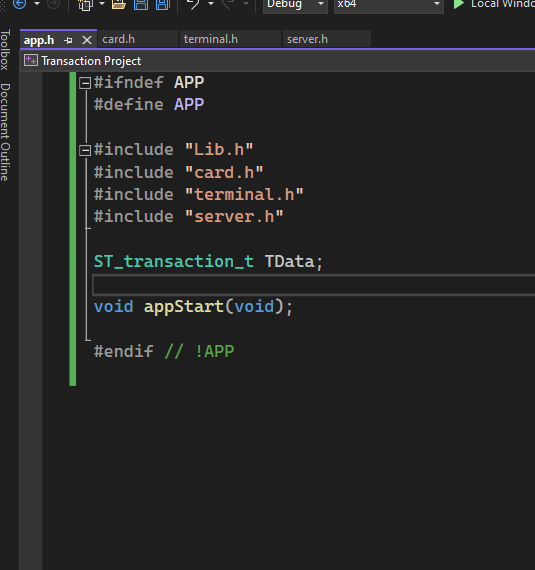 Debug
x64
Local Windo
Toolbox
Document Outline
app.h
card.h
terminal.h
server.h
Transaction Project
#ifndef APP
#define APP
#include "Lib.h"
#include "card.h"
#include "terminal.h"
#include "server.h"
ST_transaction_t TData;
void appStart(void);
#endif // !APP